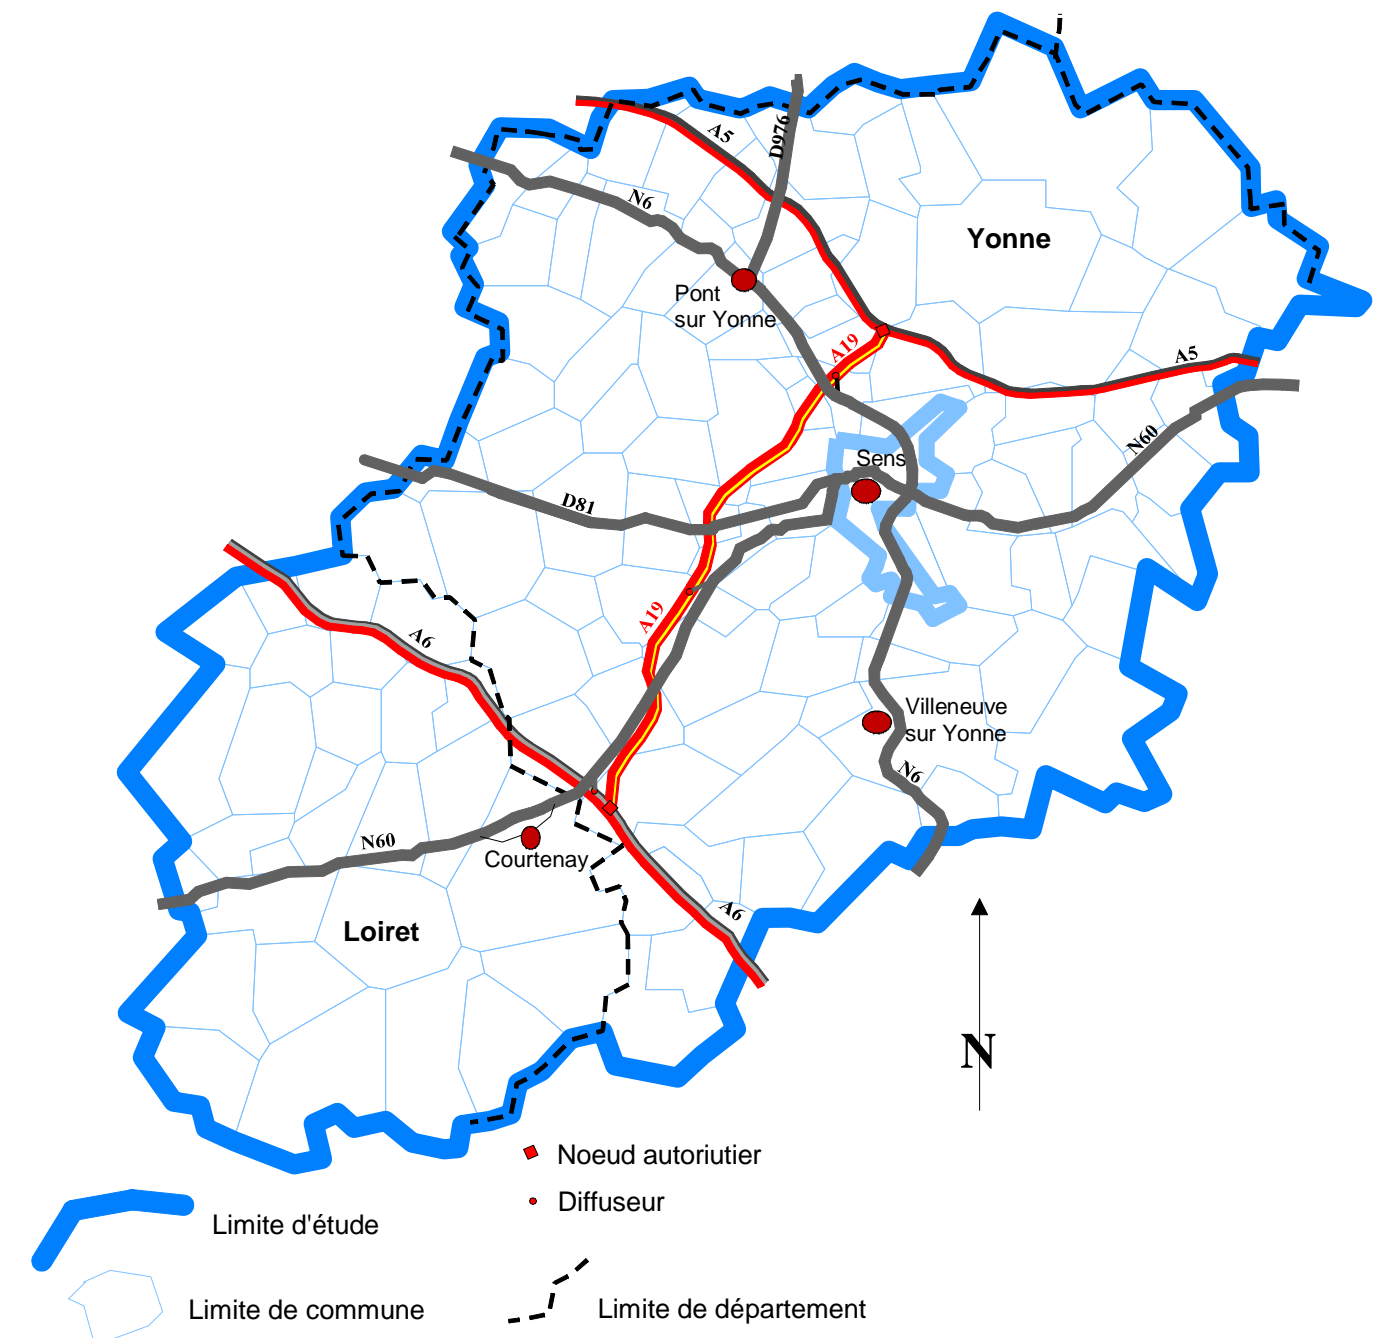 A5
D976
N6
Yonne
Pont
sur Yonne
A19
A5
N60
Sens
D81
A19
A6
Villeneuve
sur Yonne
N6
N60
Courtenay
A6
Loiret
N
Noeud autoriutier
Diffuseur
Limite d'étude
Limite de commune
Limite de département